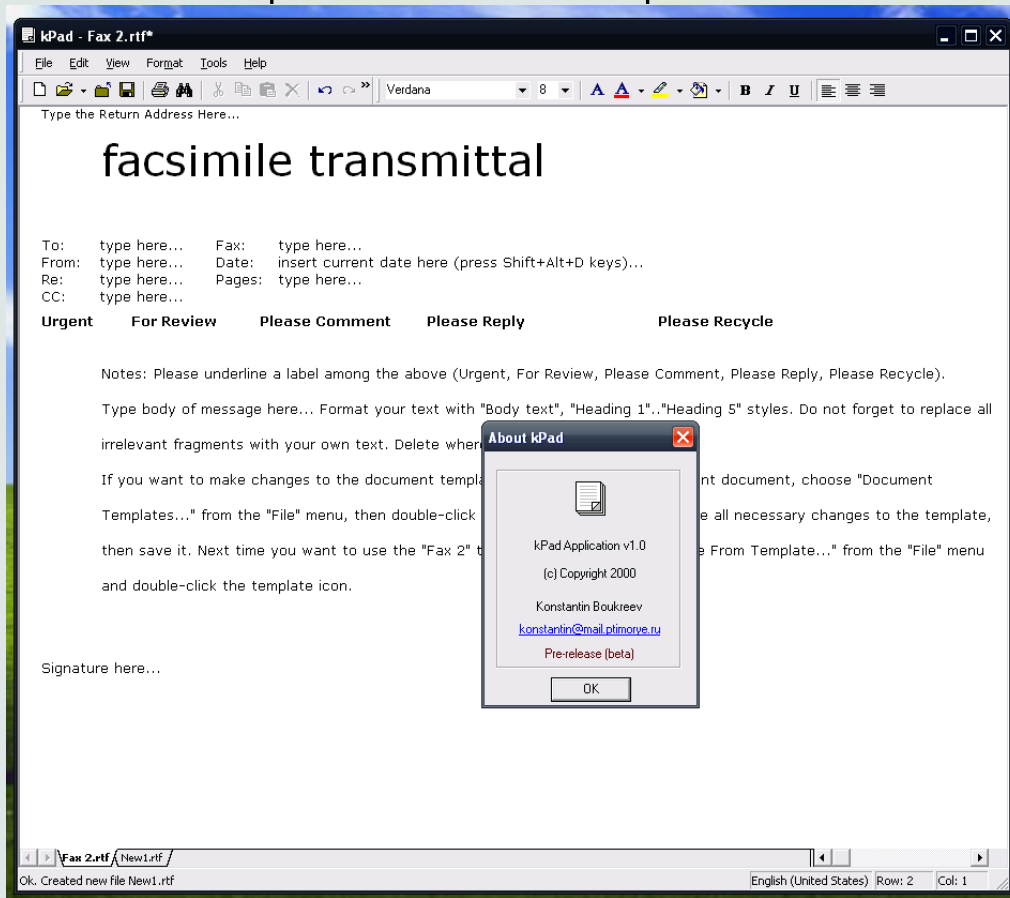 kPad - Fax 2.rtf*
File Edit View Format Tools Help
Verdana 8 A A B I U
Type the Return Address Here...
facsimile transmittal
To: type here... Fax: type here...
From: type here... Date: insert current date here (press Shift+Alt+D keys)...
Re: type here... Pages: type here...
CC: type here...
Urgent For Review Please Comment Please Reply Please Recycle
Notes: Please underline a label among the above (Urgent, For Review, Please Comment, Please Reply, Please Recycle).
Type body of message here... Format your text with "Body text", "Heading 1".."Heading 5" styles. Do not forget to replace all
irrelevant fragments with your own text. Delete
If you want to make changes to the document nt document, choose "Document
Templates..." from the "File" menu, then double-click all necessary changes to the template,
then save it. Next time you want to use the "Fax 2" From Template..." from the "File" menu
and double-click the template icon.
Signature here...
About kPad
kPad Application v1.0
(c) Copyright 2000
Konstantin Boukreev
konstantin@mail.ptimorye.ru
Pre-release (beta)
OK
Fax 2.rtf New1.rtf
Ok. Created new file New1.rtf English (United States) Row: 2 Col: 1